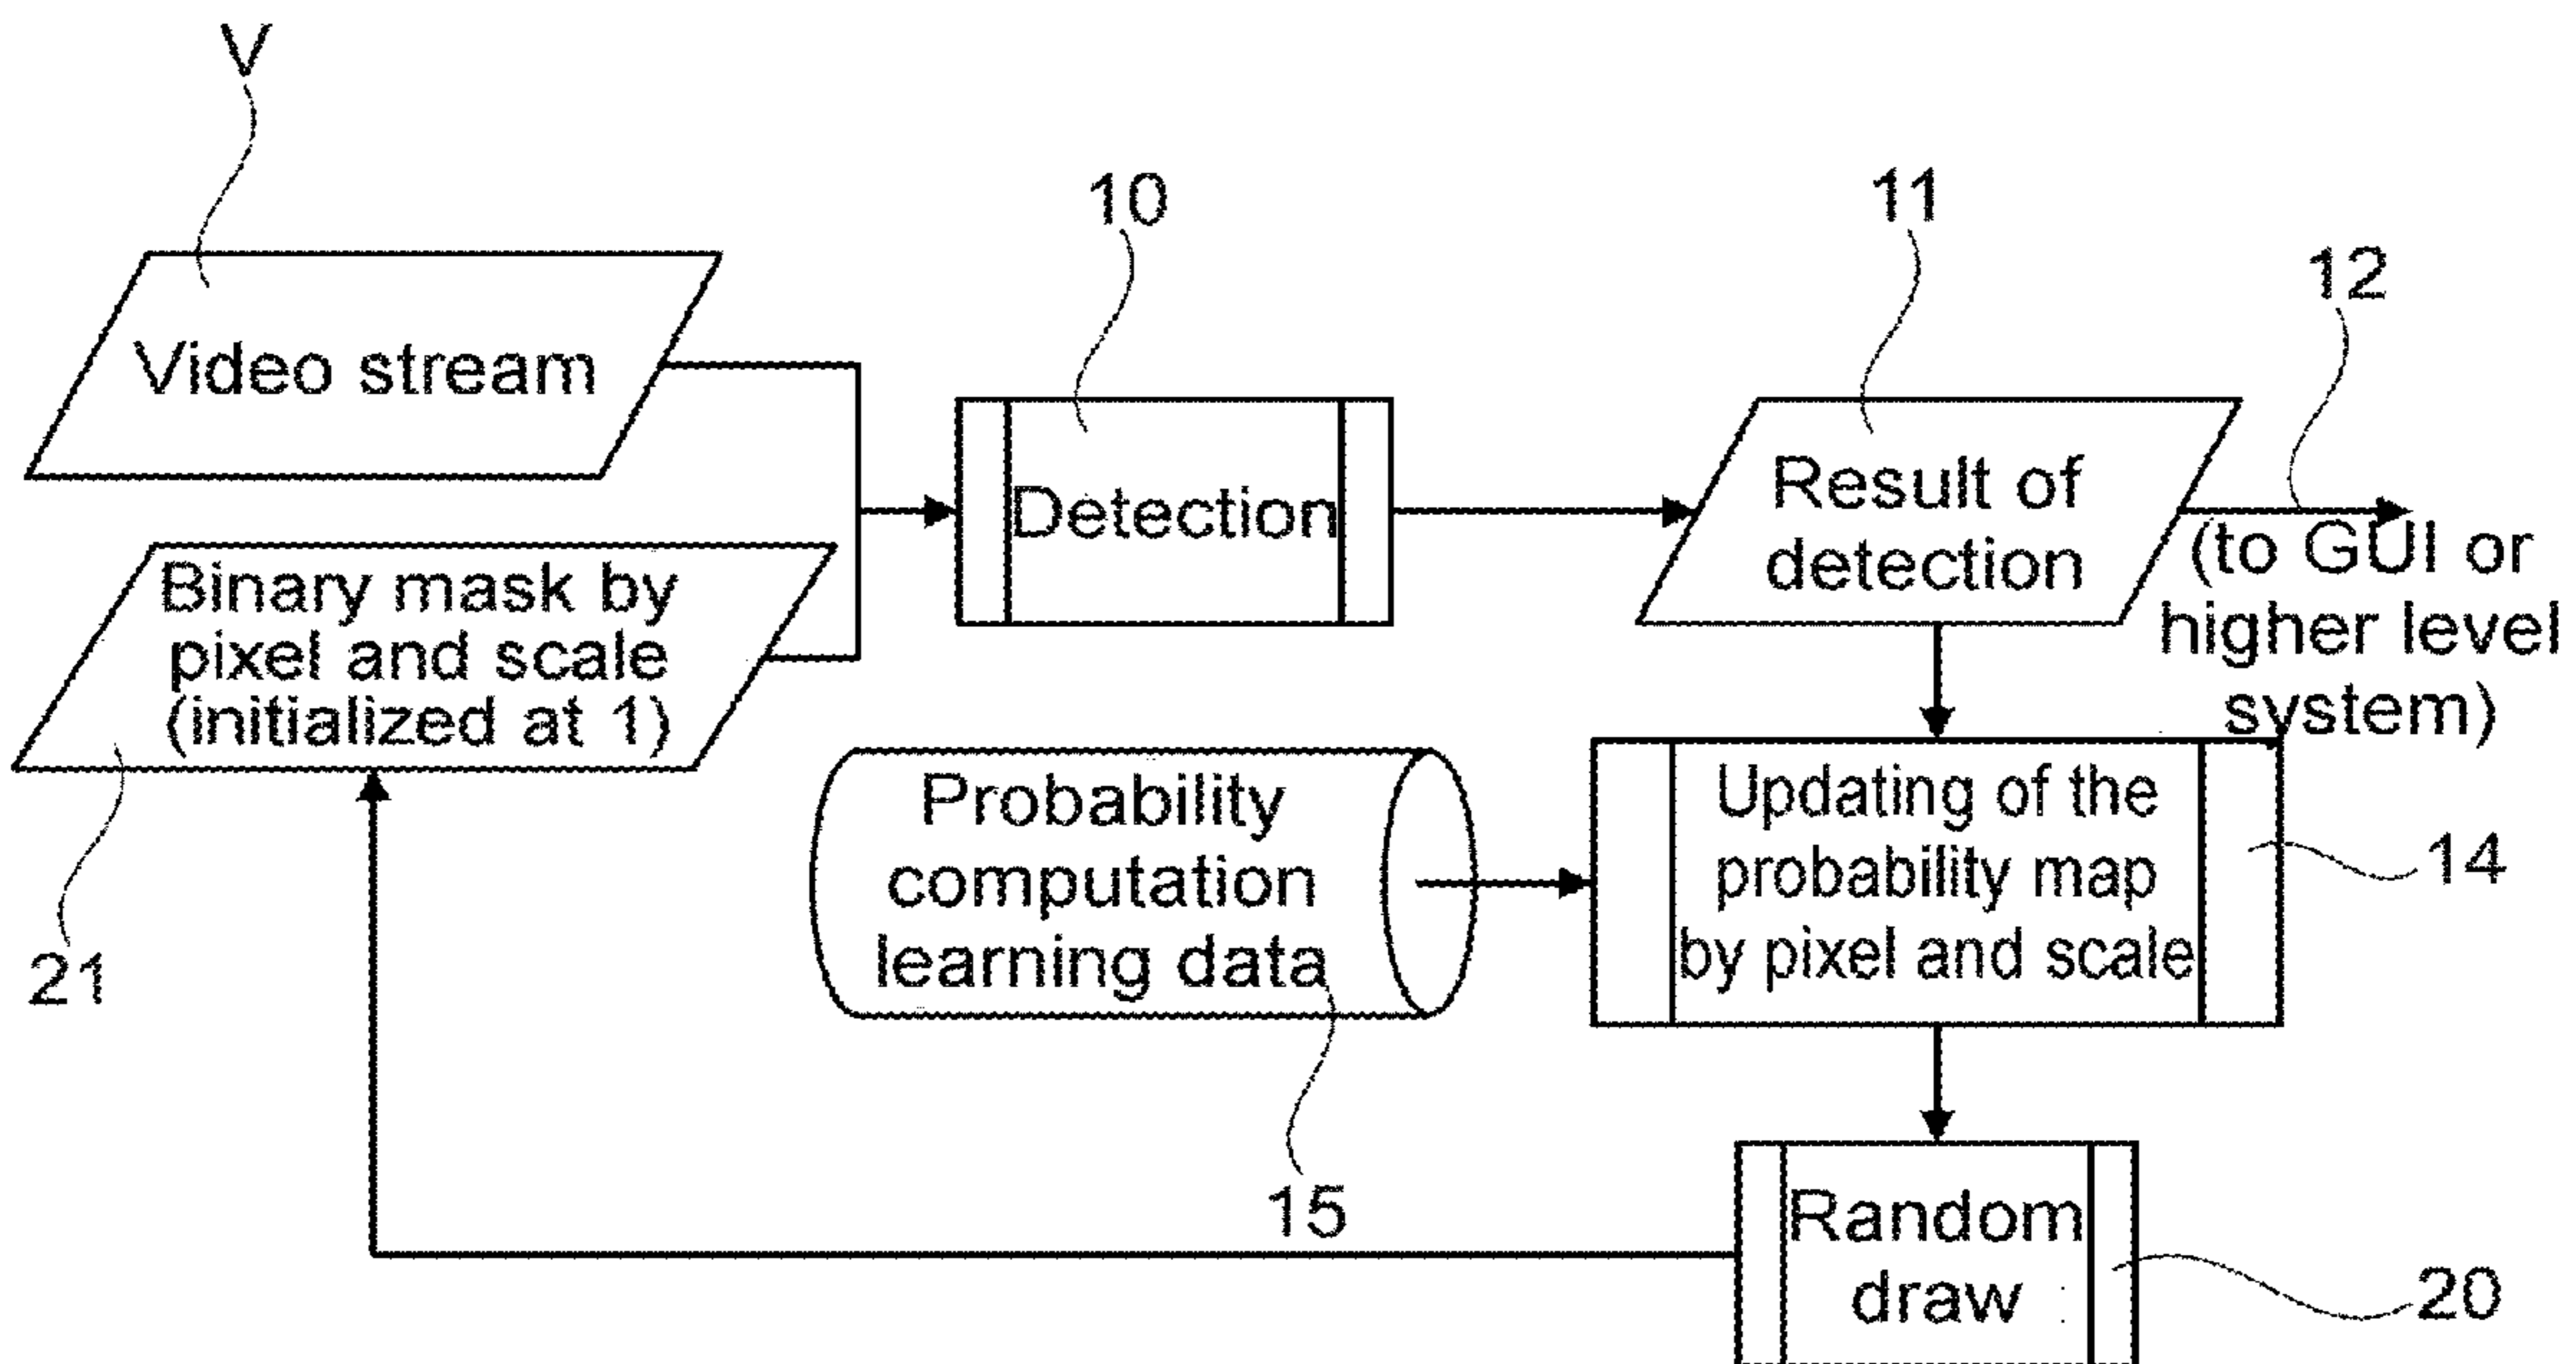 V
10
11
12
Video stream
Detection
Result of
detection
(to GUI or
higher level
system)
Binary mask by
pixel and scale
(initialized at 1)
21
Probability
computation
learning data
15
Updating of the
probability map
by pixel and scale
14
Random
draw
20